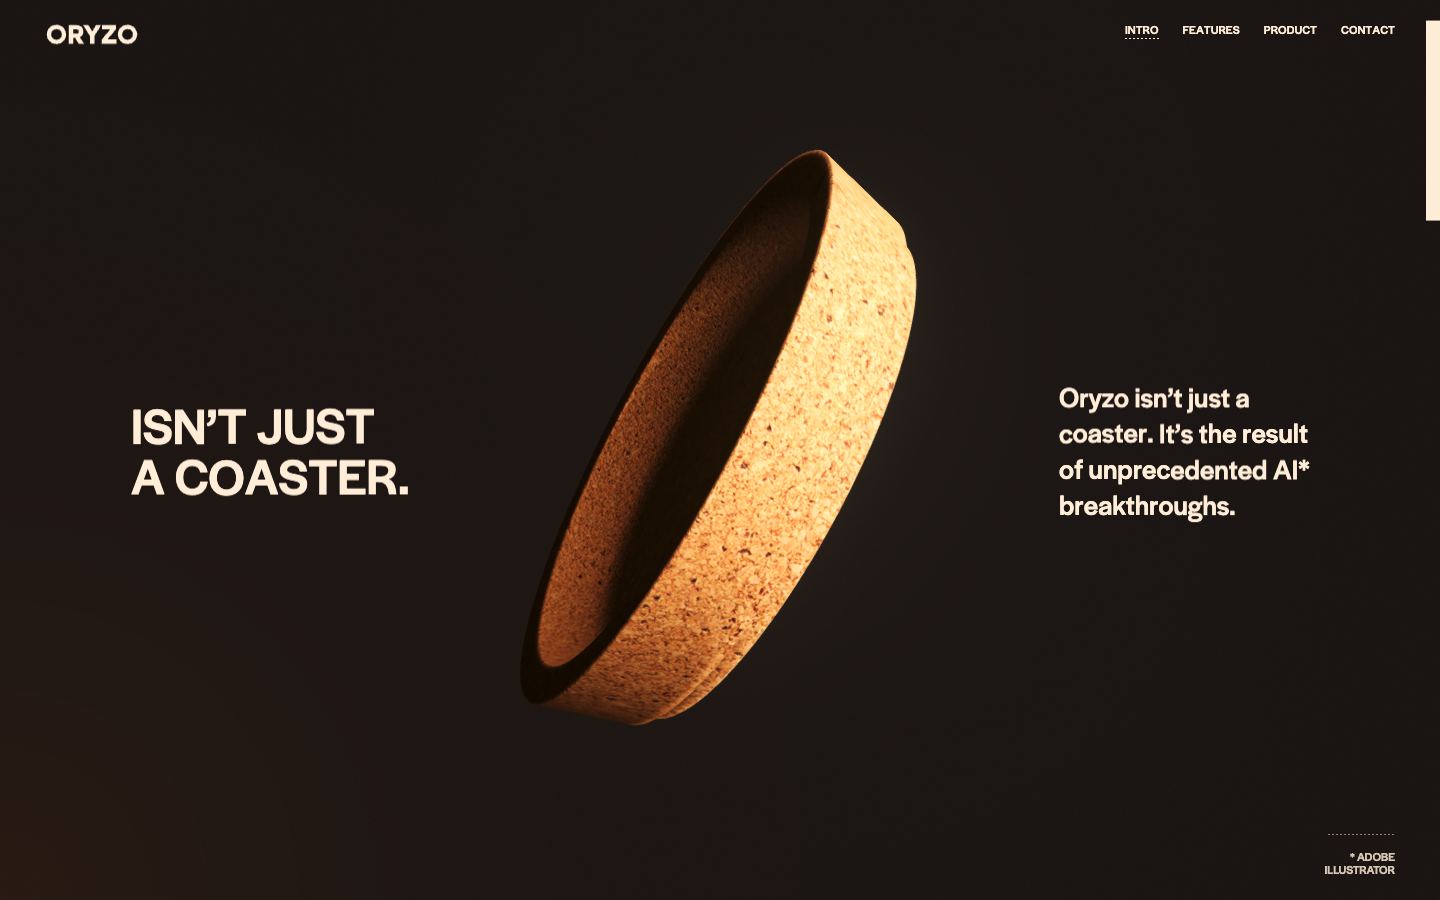 ORYZO
INTRO FEATURES PRODUCT CONTACT
ISN’T JUST
A COASTER.
Oryzo isn’t just a
coaster. It’s the result
of unprecedented AI*
breakthroughs.
* ADOBE
ILLUSTRATOR